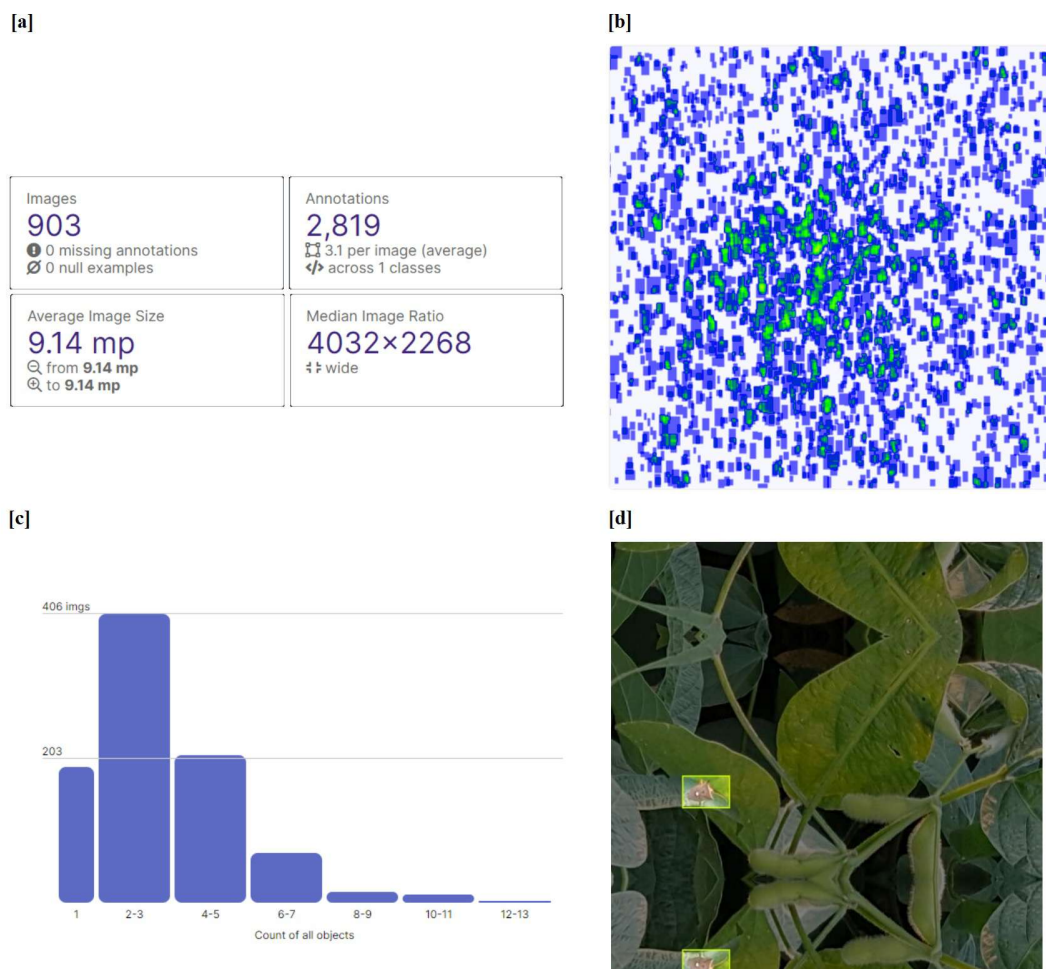 [a]
[b]
Images
903
0 missing annotations
0 null examples
Annotations
2,819
3.1 per image (average)
across 1 classes
Average Image Size
9.14 mp
from 9.14 mp
to 9.14 mp
Median Image Ratio
4032×2268
wide
[c]
[d]
406 imgs
203
1 2-3 4-5 6-7 8-9 10-11 12-13
Count of all objects